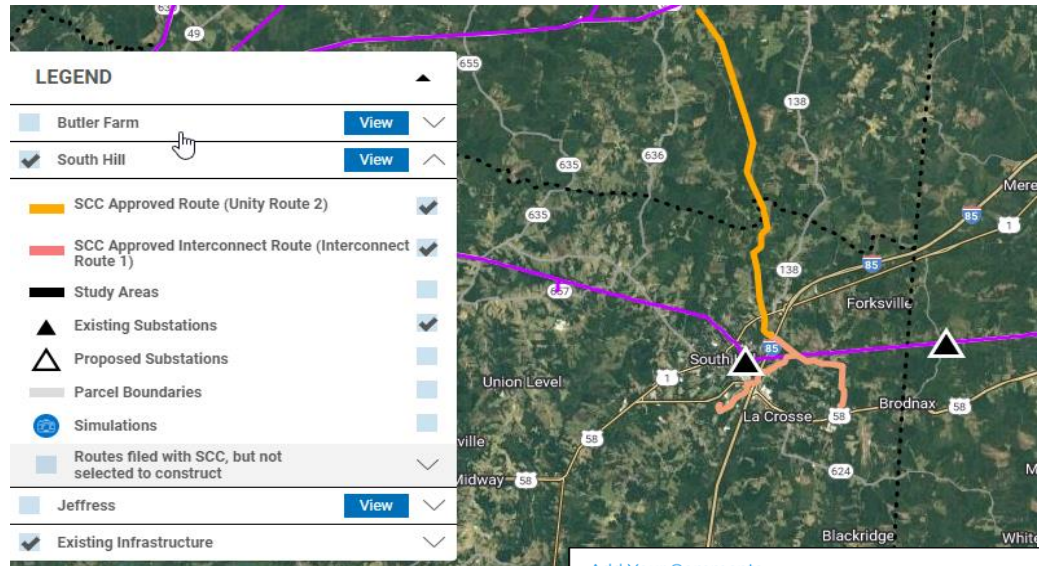 LEGEND
Butler Farm
View
South Hill
View
SCC Approved Route (Unity Route 2)
SCC Approved Interconnect Route (Interconnect
Route 1)
Study Areas
Existing Substations
Proposed Substations
Parcel Boundaries
Simulations
Routes filed with SCC, but not
selected to construct
Jeffress
View
Existing Infrastructure
49
655
138
635
636
Mere
635
85
1
138
85
667
Forksville
85
South
1
Union Level
Brodnax
58
La Crosse
58
ville
58
Midway
58
624
M
Blackridge
White